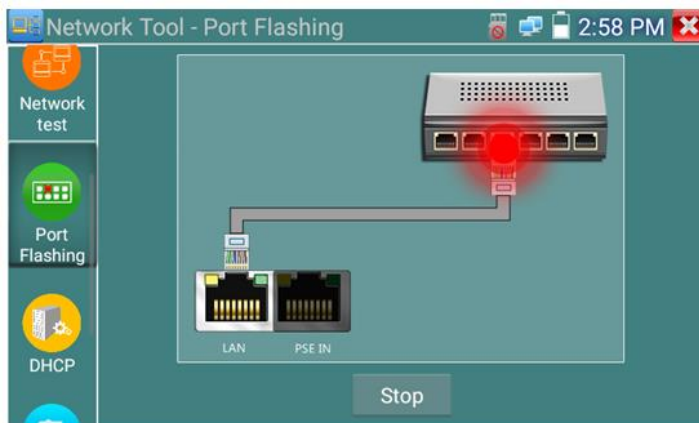 Network Tool - Port Flashing
2:58 PM
Network
test
Port
Flashing
DHCP
LAN
PSE IN
Stop